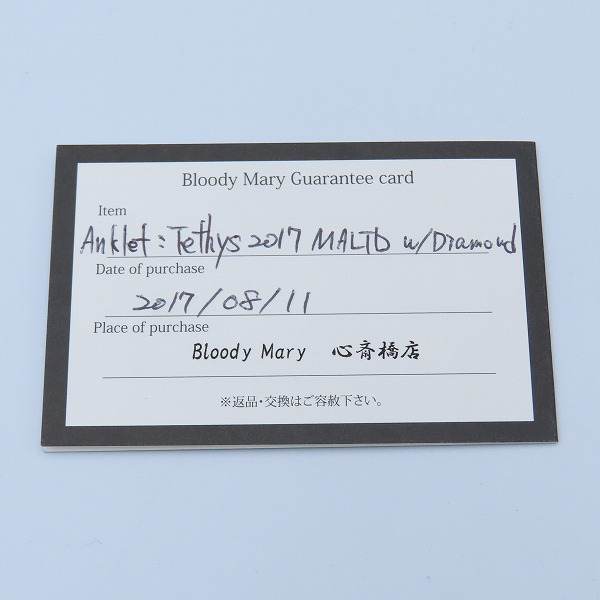 Bloody Mary Guarantee card
Item
Anklet : Tethys 2017 MALTD w/Diamond
Date of purchase
2017/08/11
Place of purchase
Bloody Mary 心斎橋店
※返品・交換はご容赦下さい。